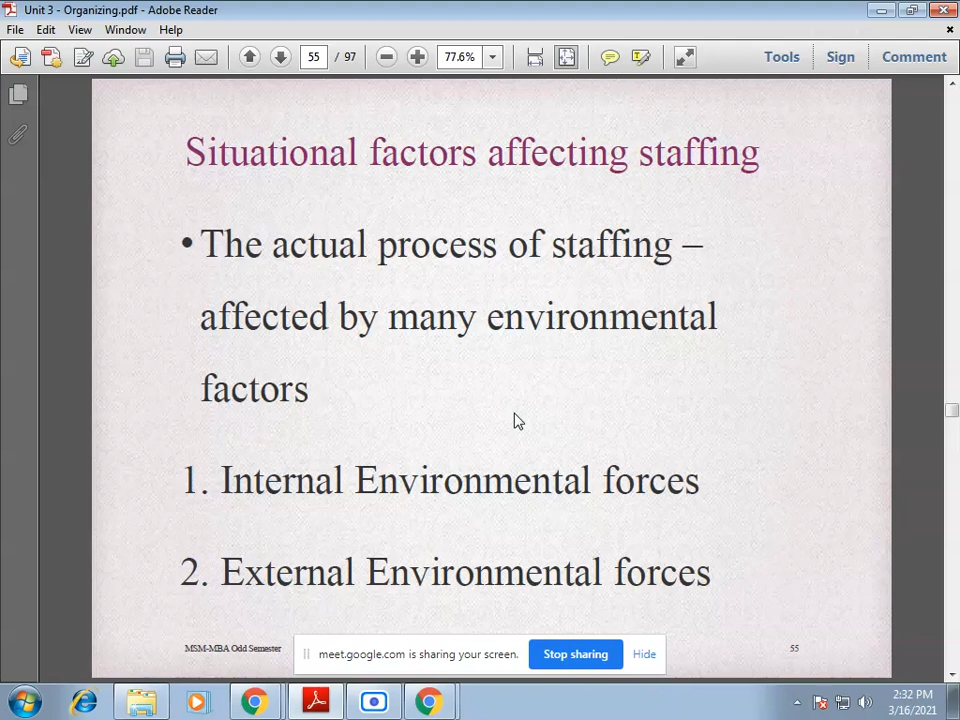 Unit 3 - Organizing.pdf - Adobe Reader
File Edit View Window Help
55 / 97 77.6% Tools Sign Comment
Situational factors affecting staffing
• The actual process of staffing –
affected by many environmental
factors
1. Internal Environmental forces
2. External Environmental forces
MSM-MBA Odd Semester
55
meet.google.com is sharing your screen. Stop sharing Hide
2:32 PM
3/16/2021